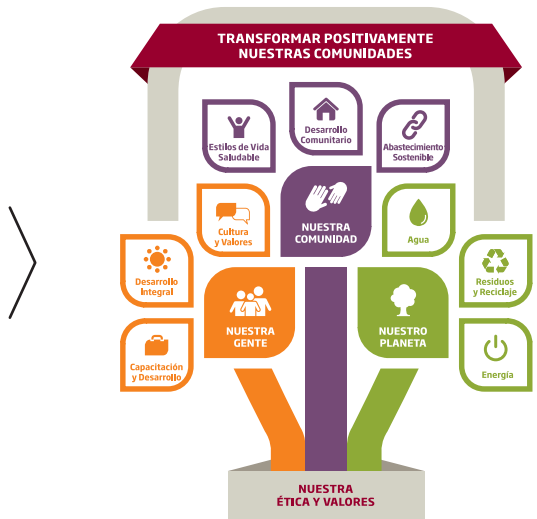 TRANSFORMAR POSITIVAMENTE
NUESTRAS COMUNIDADES
Estilos de Vida
Saludable
Desarrollo
Comunitario
Abastecimiento
Sostenible
Cultura
y Valores
NUESTRA
COMUNIDAD
Agua
Desarrollo
Integral
NUESTRA
GENTE
NUESTRO
PLANETA
Residuos
y Reciclaje
Capacitación
y Desarrollo
Energía
NUESTRA
ÉTICA Y VALORES